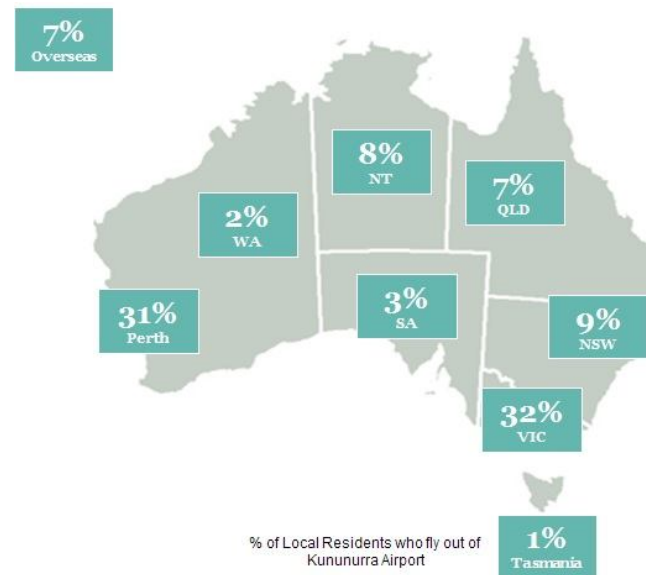 7%
Overseas
8%
NT
7%
QLD
2%
WA
3%
SA
31%
Perth
9%
NSW
32%
VIC
1%
Tasmania
% of Local Residents who fly out of
Kununurra Airport